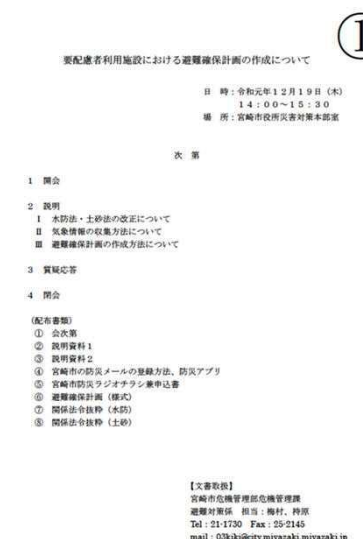 1
要配慮者利用施設における避難確保計画の作成について
日 時：令和元年１２月１９日（木）
１４：００～１５：３０
場 所：宮崎市役所災害対策本部室
次 第
1 開会
2 説明
Ⅰ 水防法・土砂法の改正について
Ⅱ 気象情報の収集方法について
Ⅲ 避難確保計画の作成方法について
3 質疑応答
4 閉会
（配布書類）
① 会次第
② 説明資料１
③ 説明資料２
④ 宮崎市の防災メールの登録方法、防災アプリ
⑤ 宮崎市防災ラジオチラシ兼申込書
⑥ 避難確保計画（様式）
⑦ 関係法令抜粋（水防）
⑧ 関係法令抜粋（土砂）
【文書取扱】
宮崎市危機管理部危機管理課
避難対策係 担当：梅村、持原
Tel：21-1730 Fax：25-2145
mail：03kiki@city.miyazaki.miyazaki.jp